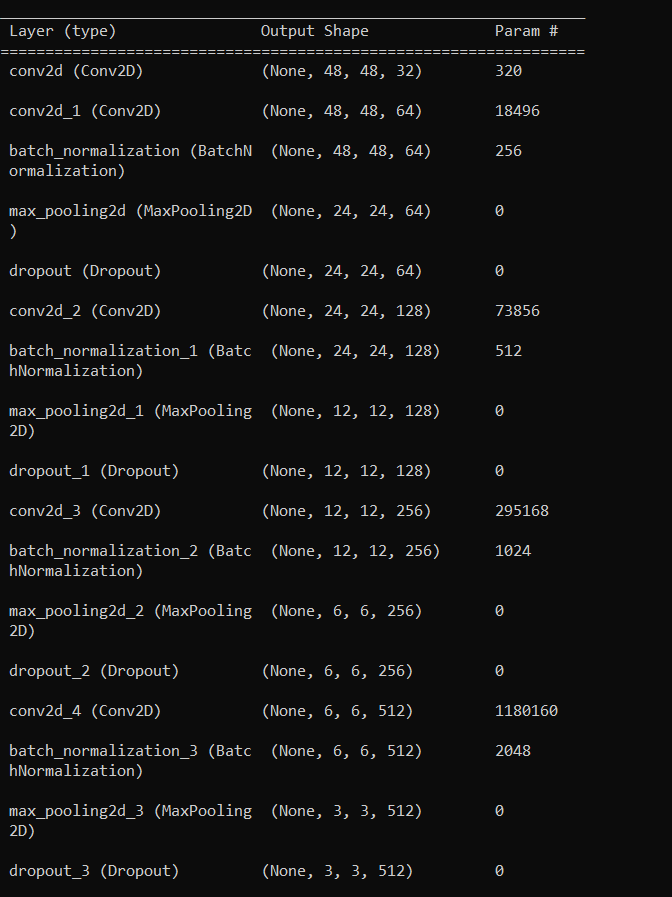 Layer (type)                Output Shape              Param #
=================================================================
conv2d (Conv2D)             (None, 48, 48, 32)        320
conv2d_1 (Conv2D)           (None, 48, 48, 64)        18496
batch_normalization (BatchN  (None, 48, 48, 64)       256
ormalization)
max_pooling2d (MaxPooling2D  (None, 24, 24, 64)       0
)
dropout (Dropout)           (None, 24, 24, 64)        0
conv2d_2 (Conv2D)           (None, 24, 24, 128)       73856
batch_normalization_1 (Batc  (None, 24, 24, 128)      512
hNormalization)
max_pooling2d_1 (MaxPooling  (None, 12, 12, 128)      0
2D)
dropout_1 (Dropout)         (None, 12, 12, 128)       0
conv2d_3 (Conv2D)           (None, 12, 12, 256)       295168
batch_normalization_2 (Batc  (None, 12, 12, 256)      1024
hNormalization)
max_pooling2d_2 (MaxPooling  (None, 6, 6, 256)        0
2D)
dropout_2 (Dropout)         (None, 6, 6, 256)         0
conv2d_4 (Conv2D)           (None, 6, 6, 512)         1180160
batch_normalization_3 (Batc  (None, 6, 6, 512)        2048
hNormalization)
max_pooling2d_3 (MaxPooling  (None, 3, 3, 512)        0
2D)
dropout_3 (Dropout)         (None, 3, 3, 512)         0